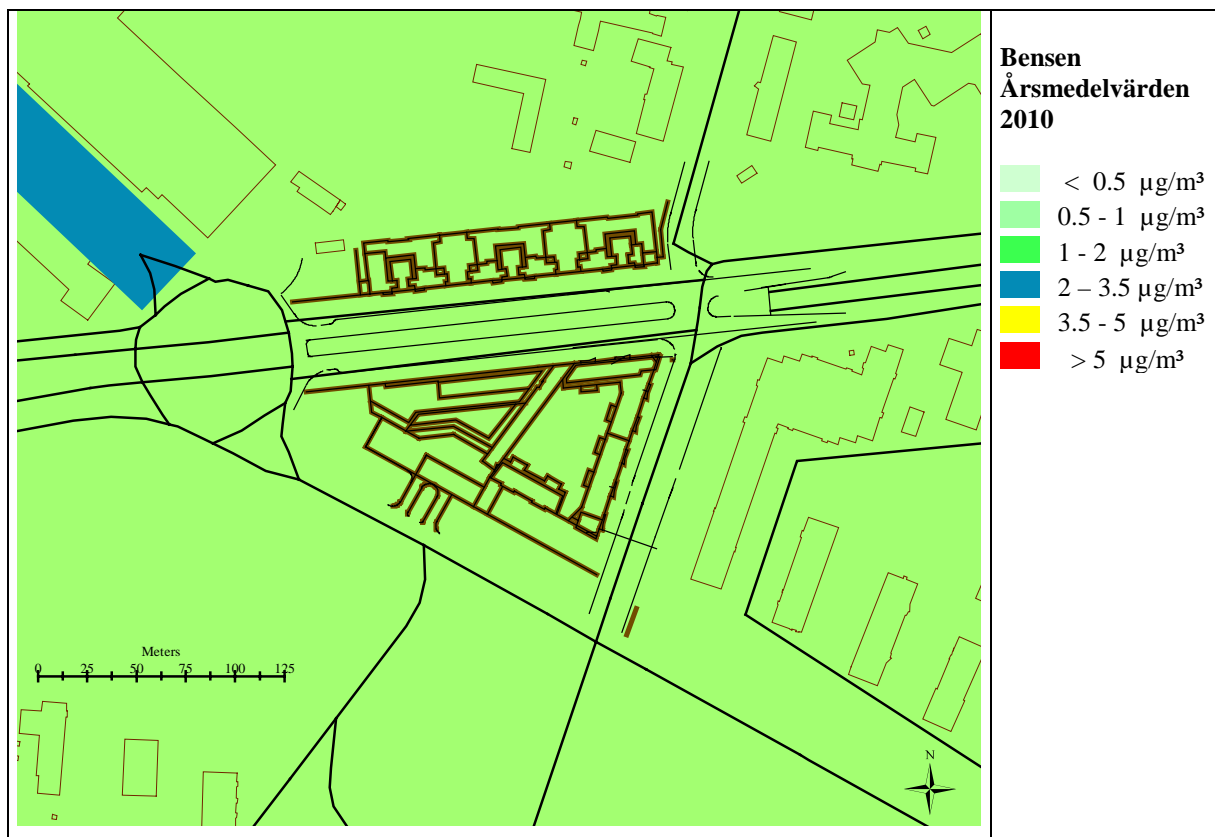 Bensen
Årsmedelvärden
2010
< 0.5 µg/m³
0.5 - 1 µg/m³
1 - 2 µg/m³
2 – 3.5 µg/m³
3.5 - 5 µg/m³
> 5 µg/m³
Meters
0 25 50 75 100 125
N